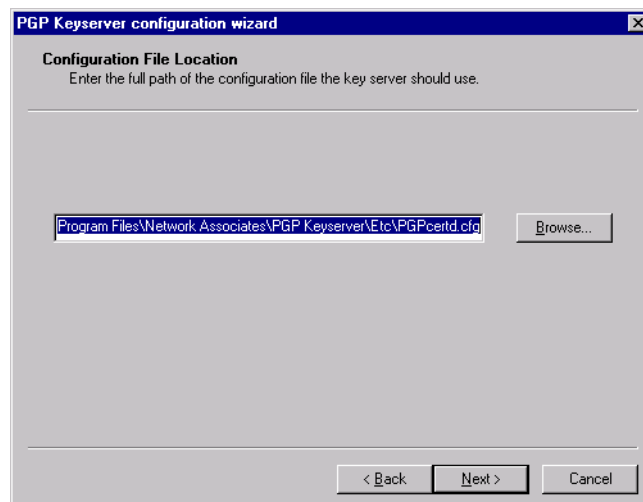 PGP Keyserver configuration wizard
Configuration File Location
Enter the full path of the configuration file the key server should use.
Program Files\Network Associates\PGP Keyserver\Etc\PGPcertd.cfg
Browse...
< Back
Next >
Cancel